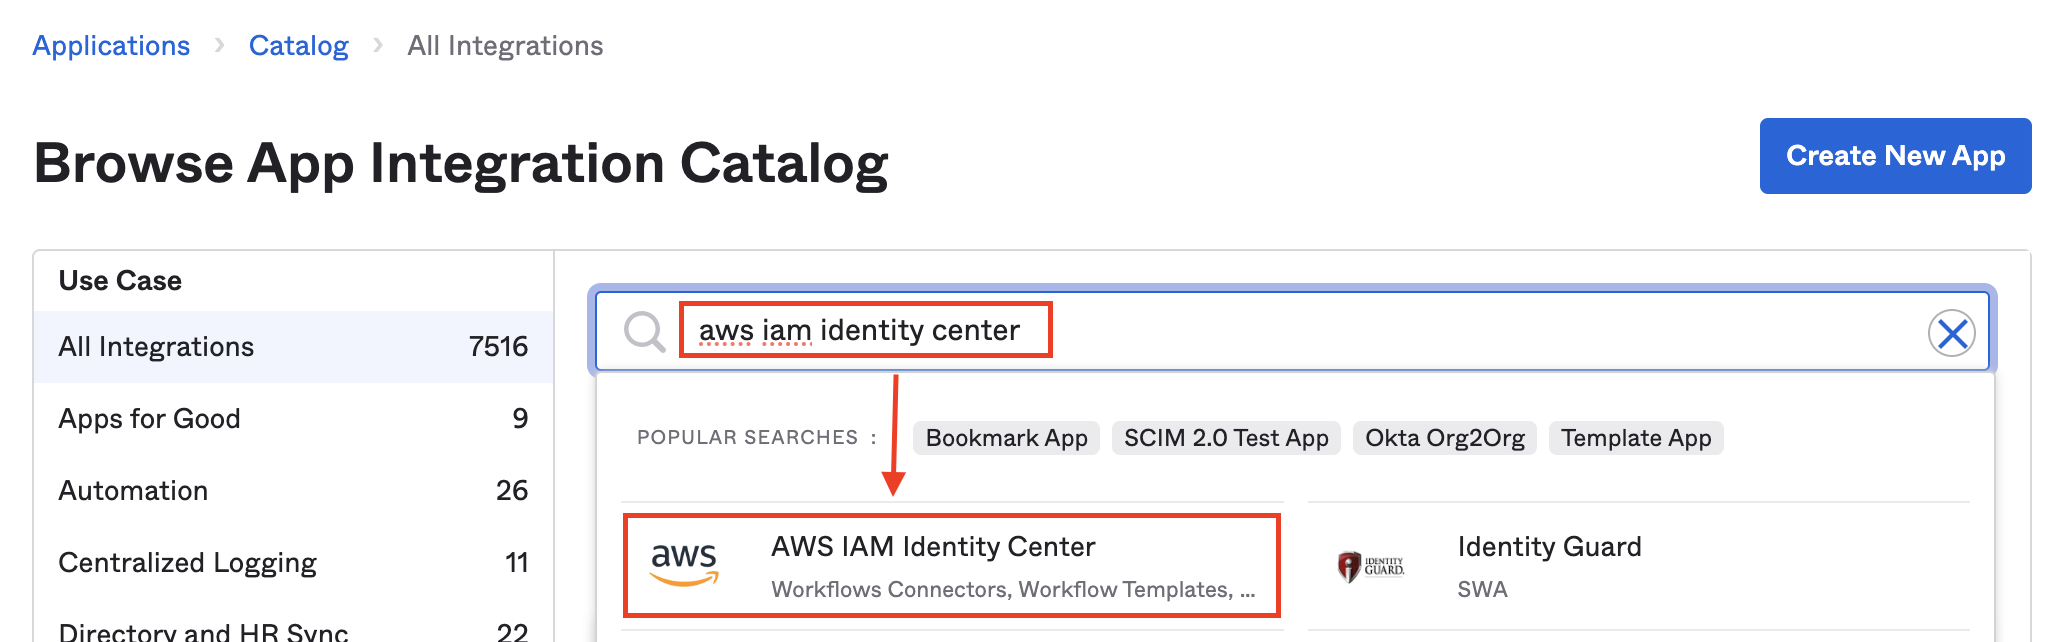 Applications > Catalog > All Integrations
Browse App Integration Catalog
Create New App
Use Case
All Integrations 7516
Apps for Good 9
Automation 26
Centralized Logging 11
Directory and HR Sync 22
aws iam identity center
POPULAR SEARCHES : Bookmark App SCIM 2.0 Test App Okta Org2Org Template App
aws
AWS IAM Identity Center
Workflows Connectors, Workflow Templates, ...
IDENTITY
GUARD.
Identity Guard
SWA